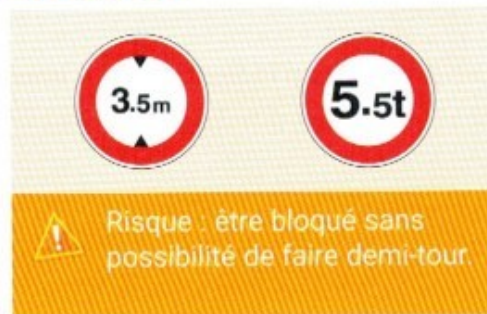 3.5m
5.5t
Risque : être bloqué sans
possibilité de faire demi-tour.